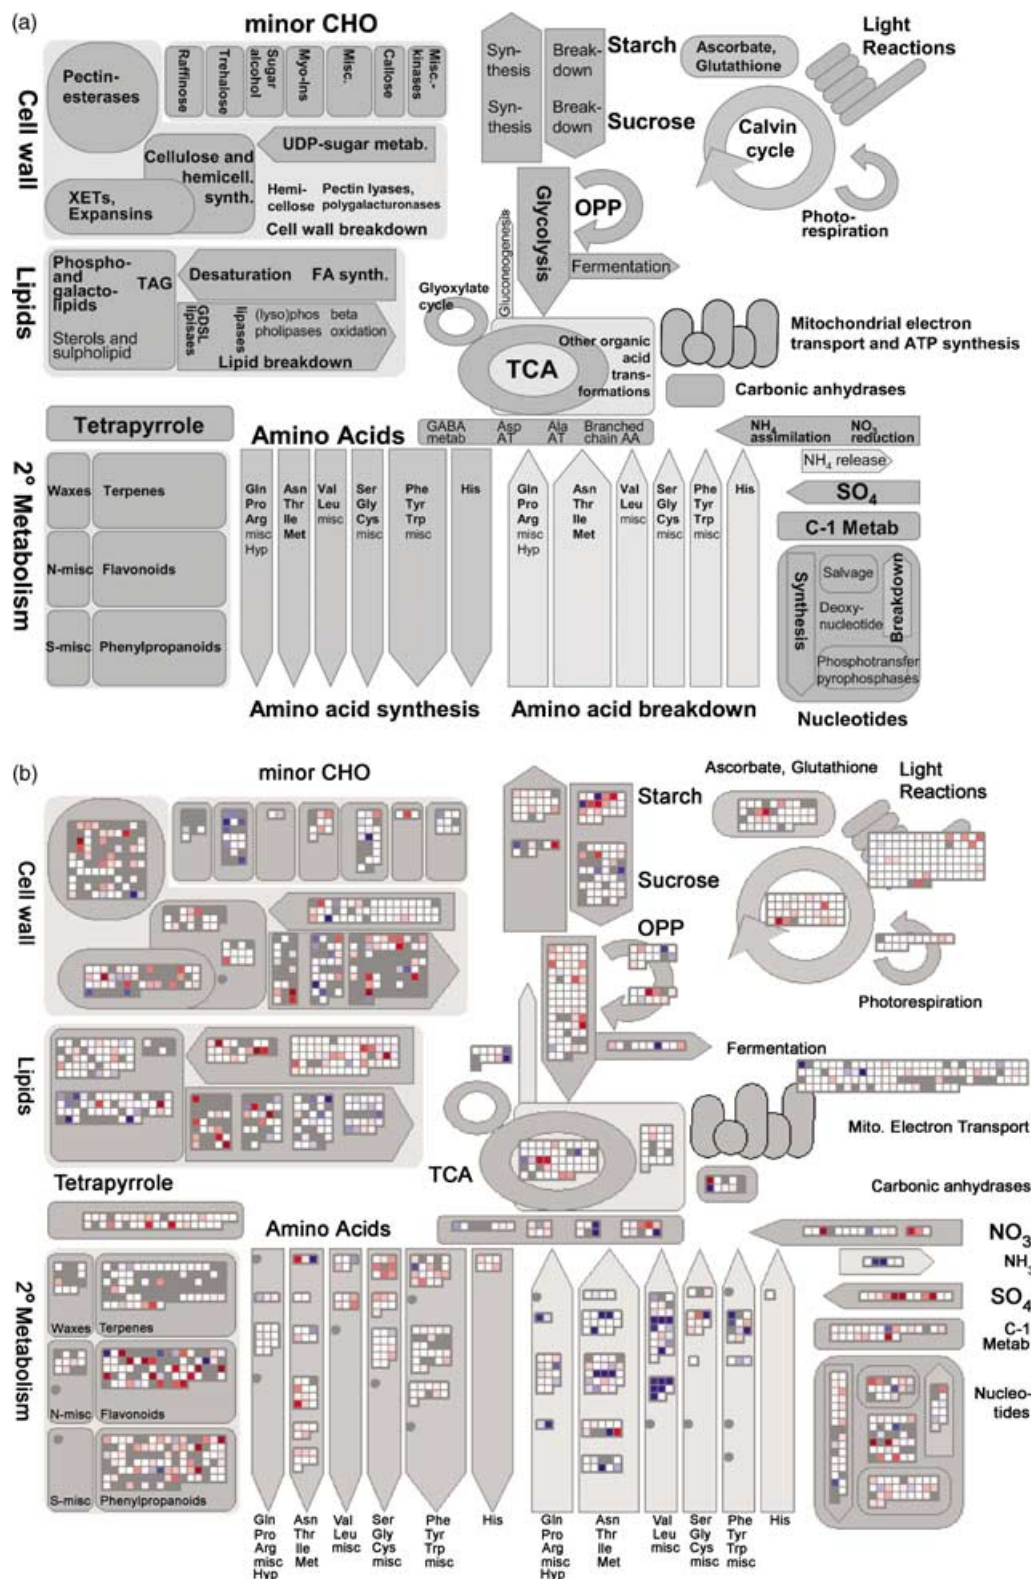 (a)
minor CHO
Cell wall
Pectin-
esterases
Raffinose
Trehalose
Sugar
alcohol
Myo-Ins
Misc.
Callose
Misc.-
kinases
Cellulose and
hemicell.
synth.
UDP-sugar metab.
XETs,
Expansins
Hemi-
cellose
Pectin lyases,
polygalacturonases
Cell wall breakdown
Syn-
thesis
Break-
down
Starch
Syn-
thesis
Break-
down
Sucrose
Ascorbate,
Glutathione
Light
Reactions
Calvin
cycle
Photo-
respiration
Glycolysis
OPP
Fermentation
Gluconeogenesis
Glyoxylate
cycle
TCA
Other organic
acid
trans-
formations
Mitochondrial electron
transport and ATP synthesis
Carbonic anhydrases
Lipids
Phospho-
and
galacto-
lipids
TAG
Sterols and
sulpholipid
Desaturation
FA synth.
GDSL
lipisaes
lipases
(lyso)phos
pholipases
beta
oxidation
Lipid breakdown
Tetrapyrrole
Amino Acids
GABA
metab
Asp
AT
Ala
AT
Branched
chain AA
NH4
assimilation
NO3
reduction
NH4 release
SO4
C-1 Metab
2° Metabolism
Waxes
Terpenes
N-misc
Flavonoids
S-misc
Phenylpropanoids
Gln
Pro
Arg
misc
Hyp
Asn
Thr
Ile
Met
Val
Leu
misc
Ser
Gly
Cys
misc
Phe
Tyr
Trp
misc
His
Gln
Pro
Arg
misc
Hyp
Asn
Thr
Ile
Met
Val
Leu
misc
Ser
Gly
Cys
misc
Phe
Tyr
Trp
misc
His
Synthesis
Salvage
Deoxy-
nucleotide
Breakdown
Phosphotransfer
pyrophosphases
Amino acid synthesis
Amino acid breakdown
Nucleotides
(b)
minor CHO
Cell wall
Starch
Sucrose
OPP
Ascorbate, Glutathione
Light
Reactions
Photorespiration
Fermentation
Lipids
Mito. Electron Transport
TCA
Carbonic anhydrases
Tetrapyrrole
Amino Acids
NO3
NH3
SO4
C-1
Metab
Nucleo-
tides
2° Metabolism
Waxes
Terpenes
N-misc
Flavonoids
S-misc
Phenylpropanoids
Gln
Pro
Arg
misc
Hyp
Asn
Thr
Ile
Met
Val
Leu
misc
Ser
Gly
Cys
misc
Phe
Tyr
Trp
misc
His
Gln
Pro
Arg
misc
Hyp
Asn
Thr
Ile
Met
Val
Leu
misc
Ser
Gly
Cys
misc
Phe
Tyr
Trp
misc
His